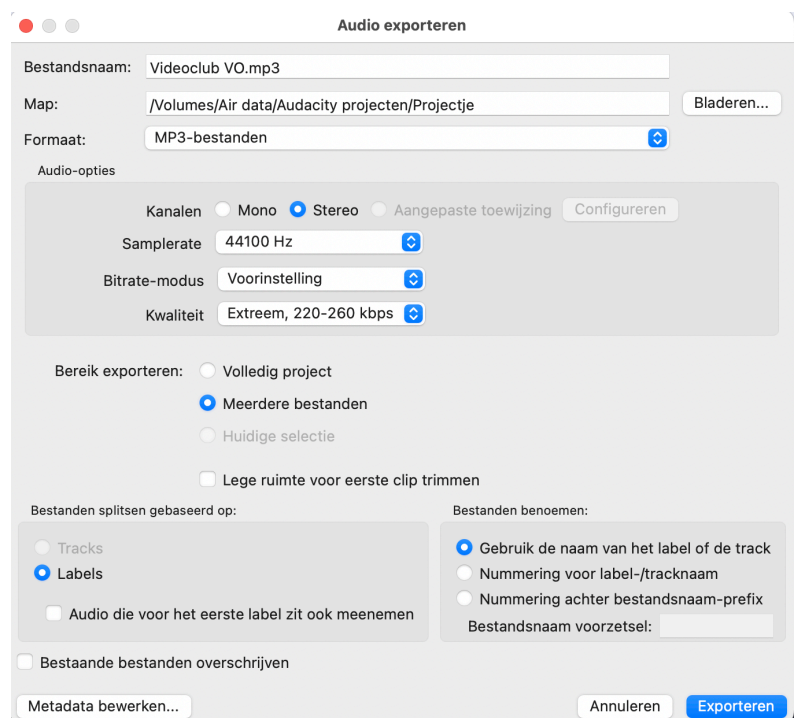 Audio exporteren
Bestandsnaam: Videoclub VO.mp3
Map: /Volumes/Air data/Audacity projecten/Projectje Bladeren...
Formaat: MP3-bestanden
Audio-opties
Kanalen Mono Stereo Aangepaste toewijzing Configureren
Samplerate 44100 Hz
Bitrate-modus Voorinstelling
Kwaliteit Extreem, 220-260 kbps
Bereik exporteren: Volledig project
Meerdere bestanden
Huidige selectie
Lege ruimte voor eerste clip trimmen
Bestanden splitsen gebaseerd op:
Tracks
Labels
Audio die voor het eerste label zit ook meenemen
Bestanden benoemen:
Gebruik de naam van het label of de track
Nummering voor label-/tracknaam
Nummering achter bestandsnaam-prefix
Bestandsnaam voorzetsel:
Bestaande bestanden overschrijven
Metadata bewerken... Annuleren Exporteren